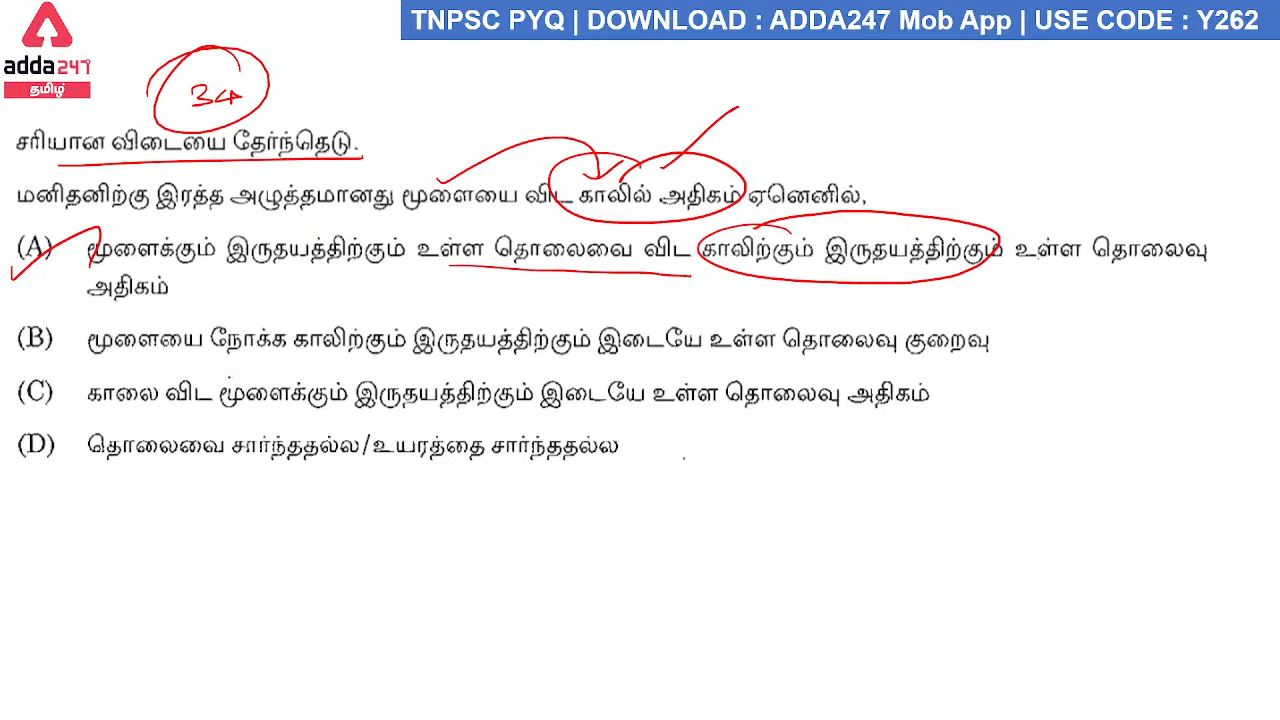 TNPSC PYQ | DOWNLOAD : ADDA247 Mob App | USE CODE : Y262
adda247
தமிழ்
34
சரியான விடையை தேர்ந்தெடு.
மனிதனிற்கு இரத்த அழுத்தமானது மூளையை விட காலில் அதிகம் ஏனெனில்,
(A) மூளைக்கும் இருதயத்திற்கும் உள்ள தொலைவை விட காலிற்கும் இருதயத்திற்கும் உள்ள தொலைவு
அதிகம்
(B) மூளையை நோக்க காலிற்கும் இருதயத்திற்கும் இடையே உள்ள தொலைவு குறைவு
(C) காலை விட மூளைக்கும் இருதயத்திற்கும் இடையே உள்ள தொலைவு அதிகம்
(D) தொலைவை சார்ந்ததல்ல/உயரத்தை சார்ந்ததல்ல